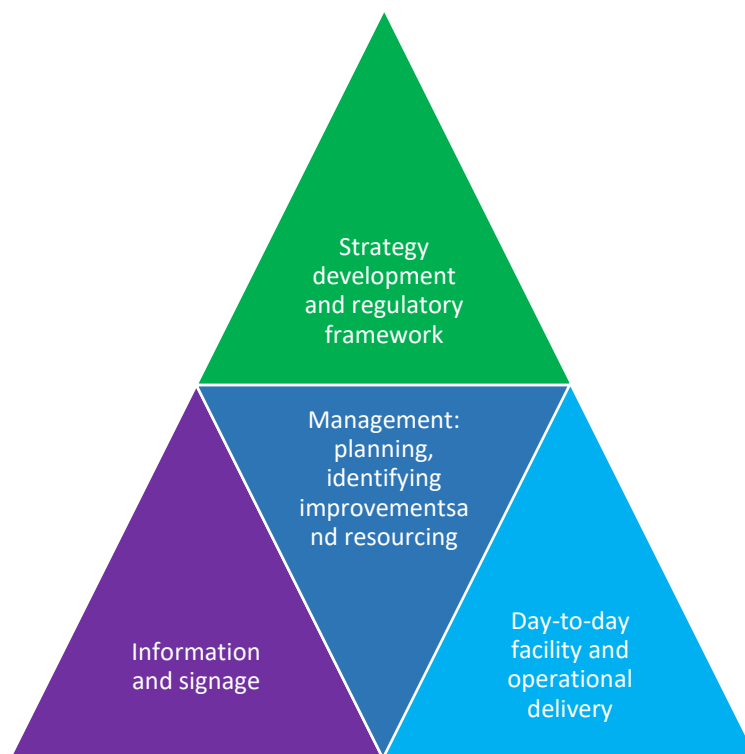 Strategy
development
and regulatory
framework
Management:
planning,
identifying
improvementsa
nd resourcing
Information
and signage
Day-to-day
facility and
operational
delivery